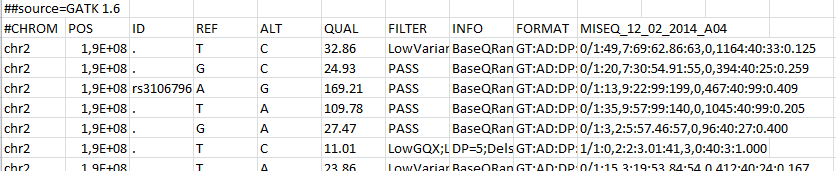 ##source=GATK 1.6
#CHROM POS ID REF ALT QUAL FILTER INFO FORMAT MISEQ_12_02_2014_A04
chr2 1,9E+08 . T C 32.86 LowVarian BaseQRan GT:AD:DP: 0/1:49,7:69:62.86:63,0,1164:40:33:0.125
chr2 1,9E+08 . G C 24.93 PASS BaseQRan GT:AD:DP: 0/1:20,7:30:54.91:55,0,394:40:25:0.259
chr2 1,9E+08 rs3106796 A G 169.21 PASS BaseQRan GT:AD:DP: 0/1:13,9:22:99:199,0,467:40:99:0.409
chr2 1,9E+08 . T A 109.78 PASS BaseQRan GT:AD:DP: 0/1:35,9:57:99:140,0,1045:40:99:0.205
chr2 1,9E+08 . G A 27.47 PASS BaseQRan GT:AD:DP: 0/1:3,2:5:57.46:57,0,96:40:27:0.400
chr2 1,9E+08 . T C 11.01 LowGQX;L DP=5;Dels GT:AD:DP: 1/1:0,2:2:3.01:41,3,0:40:3:1.000
chr2 1,9E+08 . T A 23.86 LowVarian BaseQRan GT:AD:DP: 0/1:15,3:19:53.84:54,0,412:40:24:0.167